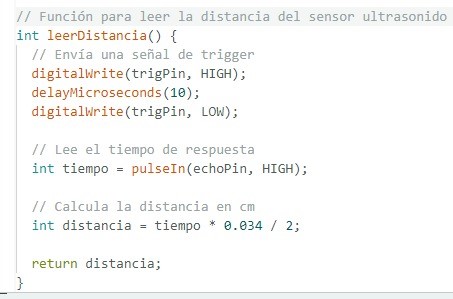 // Función para leer la distancia del sensor ultrasonido
int leerDistancia() {
// Envía una señal de trigger
digitalWrite(trigPin, HIGH);
delayMicroseconds(10);
digitalWrite(trigPin, LOW);
// Lee el tiempo de respuesta
int tiempo = pulseIn(echoPin, HIGH);
// Calcula la distancia en cm
int distancia = tiempo * 0.034 / 2;
return distancia;
}